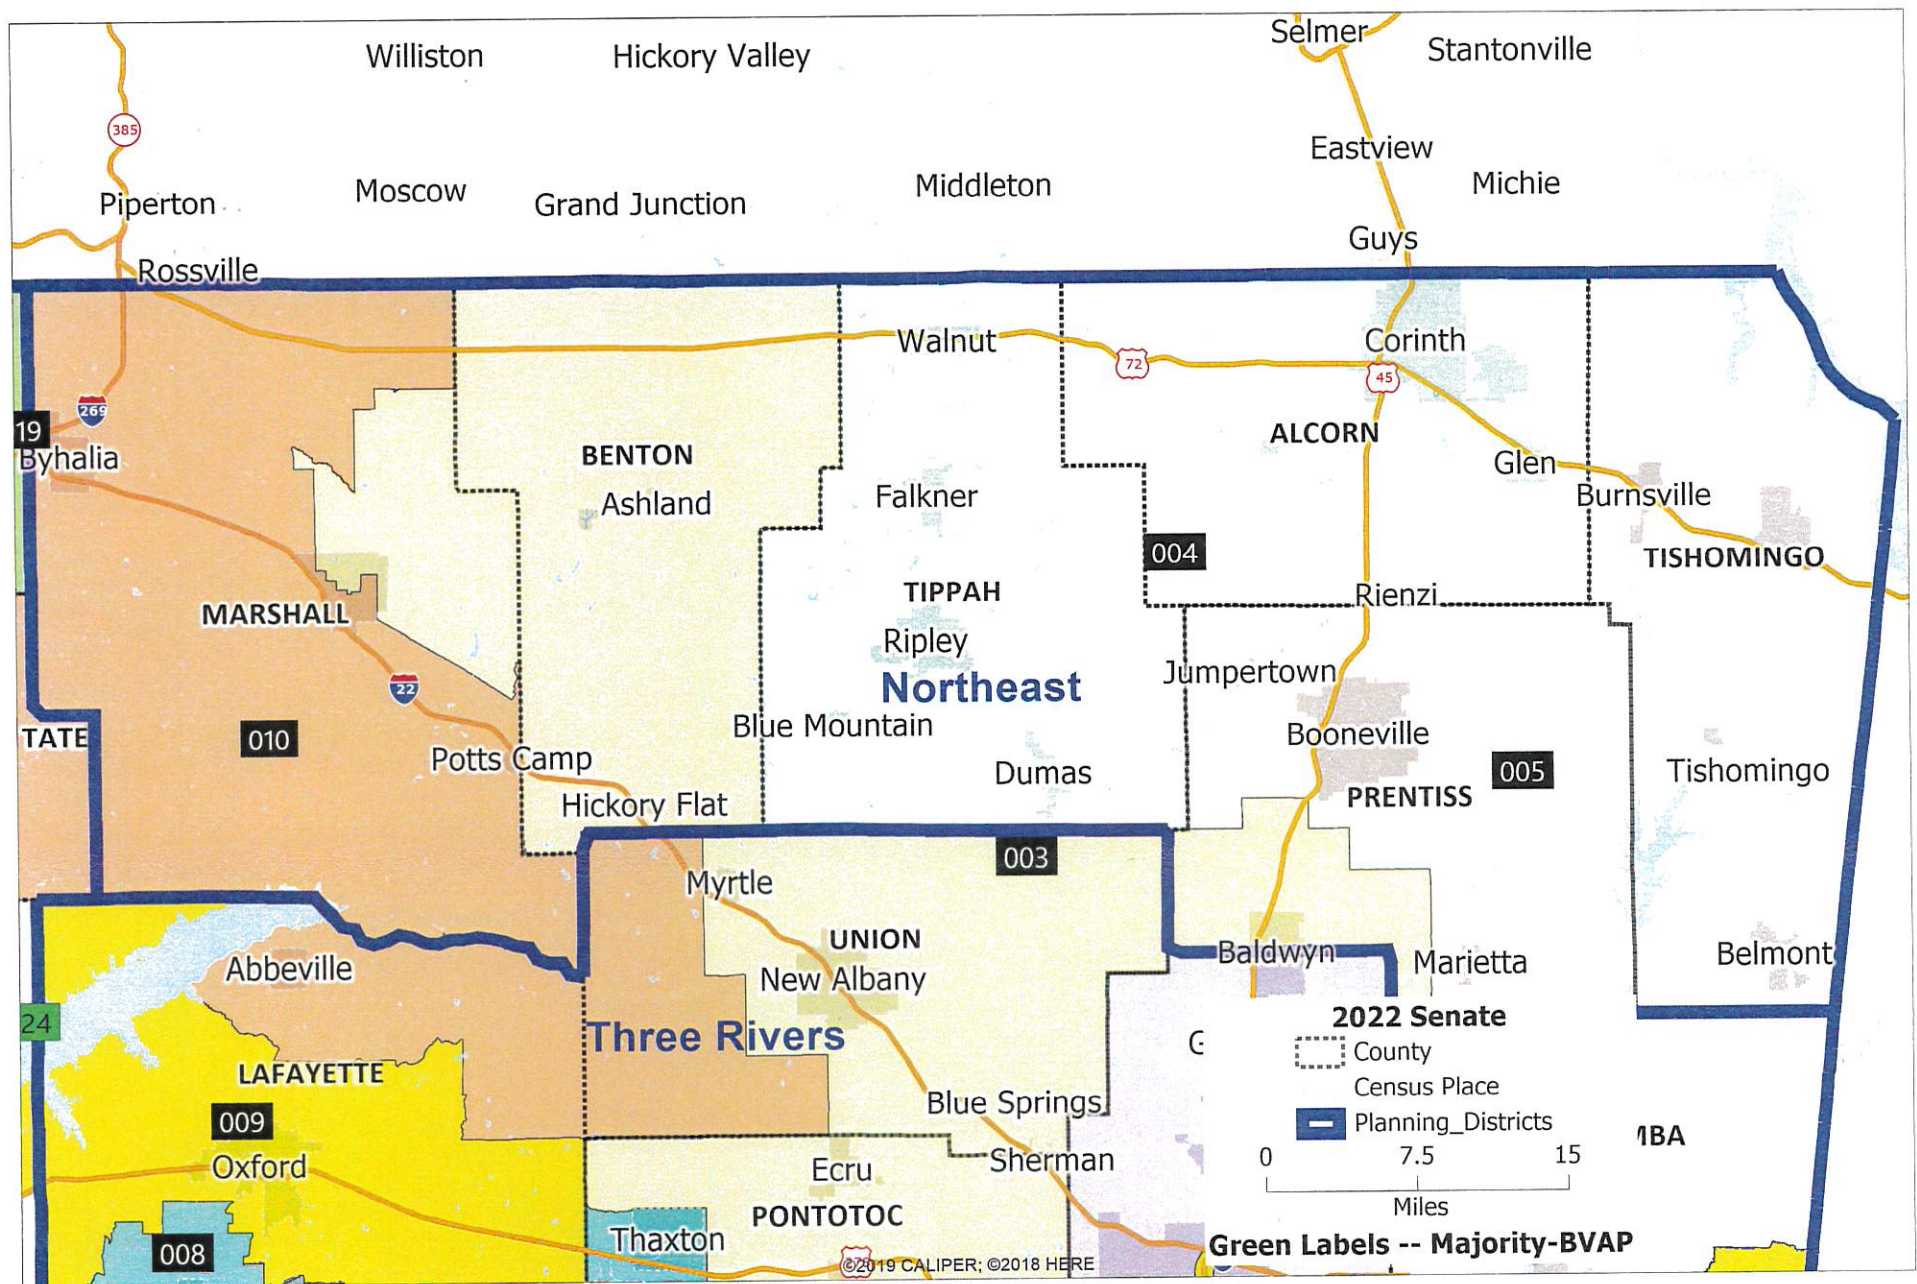 Selmer
Williston
Hickory Valley
Stantonville
385
Eastview
Piperton
Moscow
Grand Junction
Middleton
Michie
Guys
Rossville
Walnut
72
Corinth
45
269
19
Byhalia
BENTON
Ashland
Falkner
ALCORN
Glen
Burnsville
004
TISHOMINGO
MARSHALL
TIPPAH
Rienzi
Ripley
Jumpertown
22
Northeast
TATE
010
Blue Mountain
Booneville
Potts Camp
Dumas
005
Tishomingo
Hickory Flat
PRENTISS
003
Myrtle
UNION
New Albany
Baldwyn
Marietta
Belmont
Abbeville
24
Three Rivers
LAFAYETTE
009
Oxford
Blue Springs
Ecru
Sherman
PONTOTOC
Thaxton
008
G
2022 Senate
County
Census Place
Planning_Districts
MBA
0 7.5 15
Miles
Green Labels -- Majority-BVAP
©2019 CALIPER; ©2018 HERE